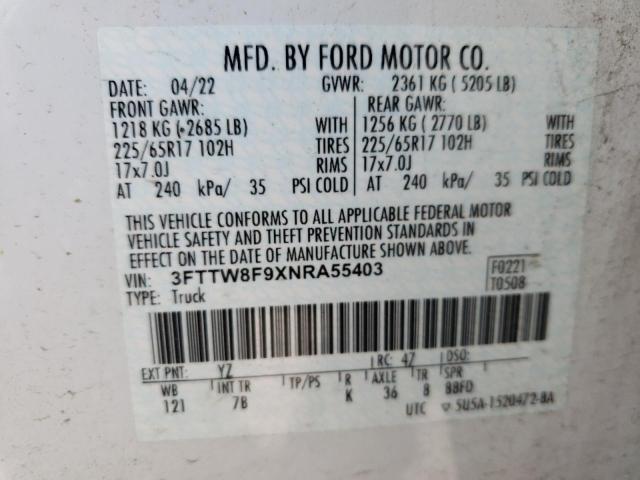 MFD. BY FORD MOTOR CO.
DATE: 04/22 GVWR: 2361 KG ( 5205 LB)
FRONT GAWR: REAR GAWR:
1218 KG ( 2685 LB) WITH 1256 KG ( 2770 LB) WITH
225/65R17 102H TIRES 225/65R17 102H TIRES
17x7.0J RIMS 17x7.0J RIMS
AT 240 kPa/ 35 PSI COLD AT 240 kPa/ 35 PSI COLD
THIS VEHICLE CONFORMS TO ALL APPLICABLE FEDERAL MOTOR
VEHICLE SAFETY AND THEFT PREVENTION STANDARDS IN
EFFECT ON THE DATE OF MANUFACTURE SHOWN ABOVE.
VIN: 3FTTW8F9XNRA55403 F0221
TYPE: Truck T0508
EXT PNT: YZ RC: 47 DSO:
WB INT TR TP/PS R AXLE TR SPR
121 7B K 36 8 88FD
UTC ▽ 5U5A-1520472-BA